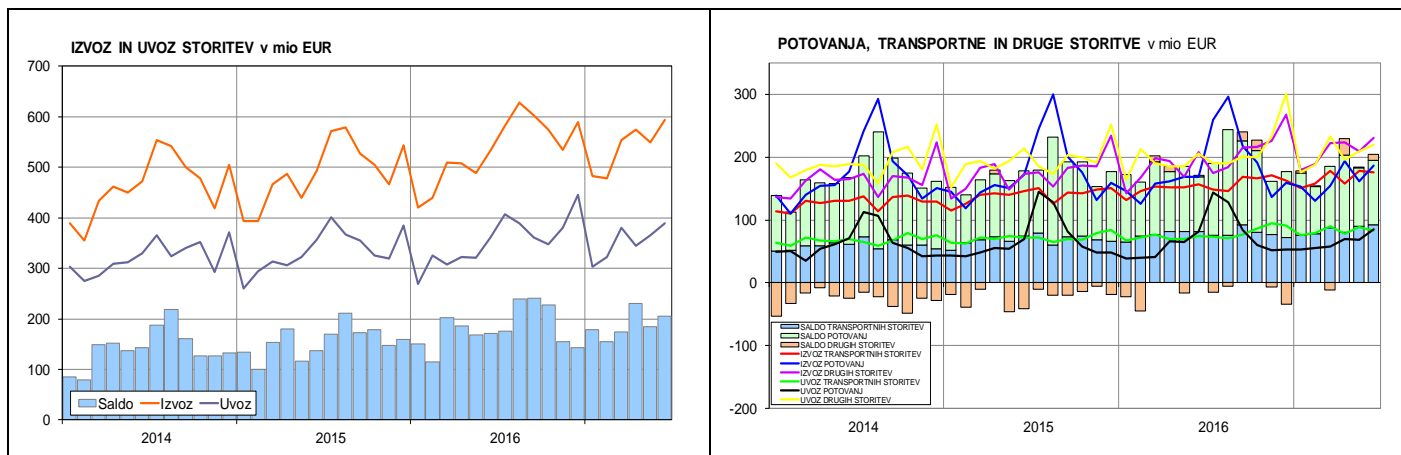 IZVOZ IN UVOZ STORITEV v mio EUR
700
600
500
400
300
200
100
0
Saldo Izvoz Uvoz
2014 2015 2016
POTOVANJA, TRANSPORTNE IN DRUGE STORITVE v mio EUR
300
200
100
0
-100
-200
SALDO TRANSPORTNIH STORITEV
SALDO POTOVANJ
SALDO DRUGIH STORITEV
IZVOZ TRANSPORTNIH STORITEV
IZVOZ POTOVANJ
IZVOZ DRUGIH STORITEV
UVOZ TRANSPORTNIH STORITEV
UVOZ POTOVANJ
UVOZ DRUGIH STORITEV
2014 2015 2016